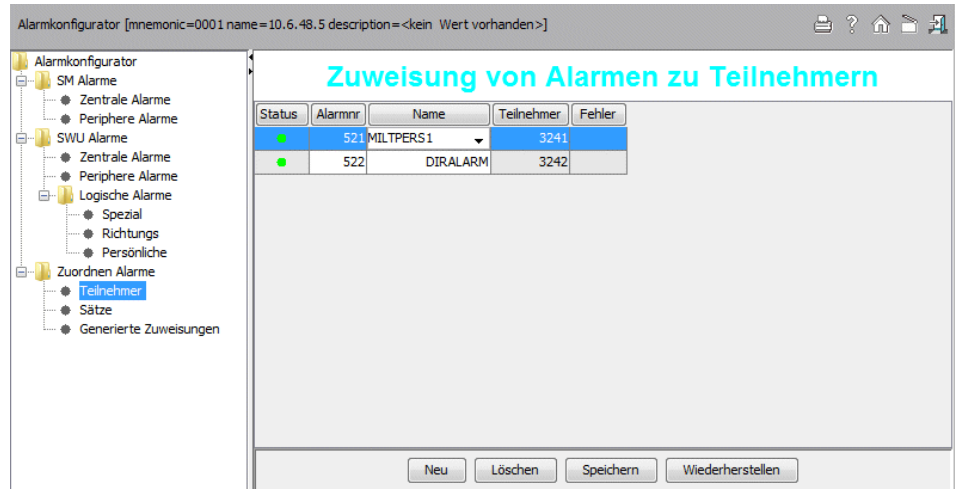 Alarmkonfigurator [mnemonic=0001 name=10.6.48.5 description=<kein Wert vorhanden>]
Alarmkonfigurator
SM Alarme
Zentrale Alarme
Periphere Alarme
SWU Alarme
Zentrale Alarme
Periphere Alarme
Logische Alarme
Spezial
Richtungs
Persönliche
Zuordnen Alarme
Teilnehmer
Sätze
Generierte Zuweisungen
Zuweisung von Alarmen zu Teilnehmern
Status Alarmnr Name Teilnehmer Fehler
521 MILTPERS1 3241
522 DIRALARM 3242
Neu Löschen Speichern Wiederherstellen